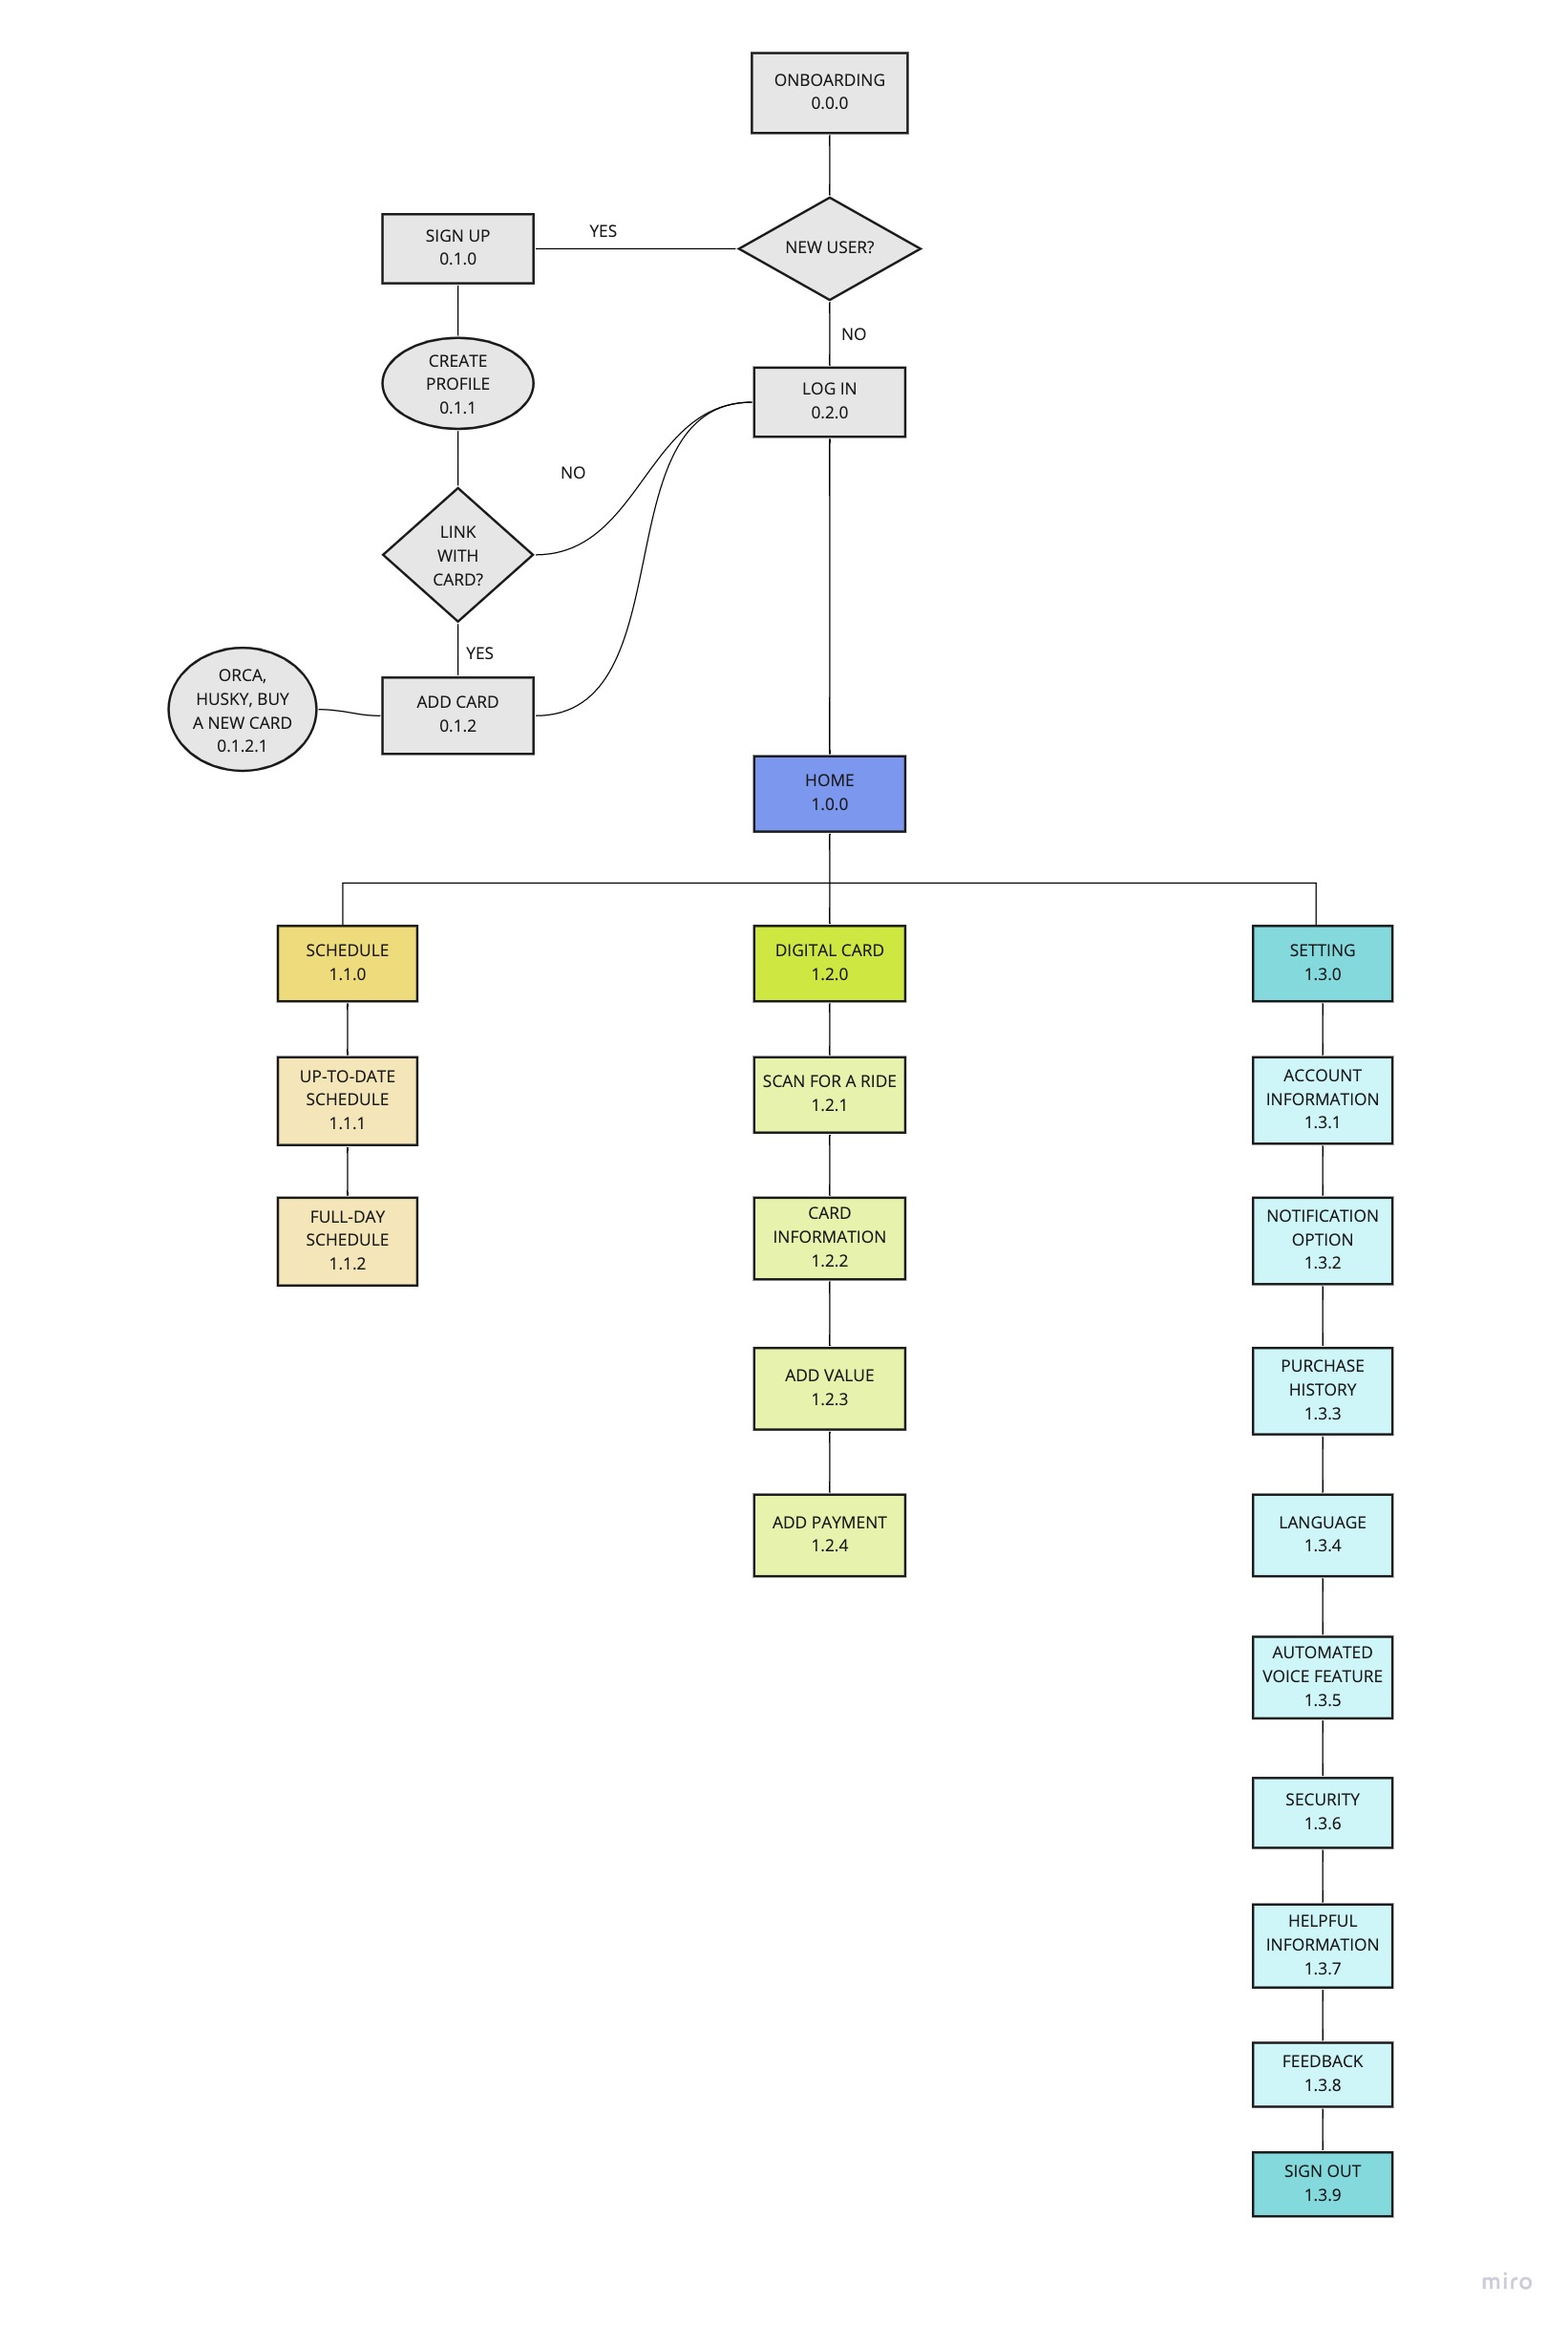 ONBOARDING
0.0.0
NEW USER?
YES
SIGN UP
0.1.0
NO
CREATE
PROFILE
0.1.1
LOG IN
0.2.0
NO
LINK
WITH
CARD?
YES
ORCA,
HUSKY, BUY
A NEW CARD
0.1.2.1
ADD CARD
0.1.2
HOME
1.0.0
SCHEDULE
1.1.0
UP-TO-DATE
SCHEDULE
1.1.1
FULL-DAY
SCHEDULE
1.1.2
DIGITAL CARD
1.2.0
SCAN FOR A RIDE
1.2.1
CARD
INFORMATION
1.2.2
ADD VALUE
1.2.3
ADD PAYMENT
1.2.4
SETTING
1.3.0
ACCOUNT
INFORMATION
1.3.1
NOTIFICATION
OPTION
1.3.2
PURCHASE
HISTORY
1.3.3
LANGUAGE
1.3.4
AUTOMATED
VOICE FEATURE
1.3.5
SECURITY
1.3.6
HELPFUL
INFORMATION
1.3.7
FEEDBACK
1.3.8
SIGN OUT
1.3.9
miro